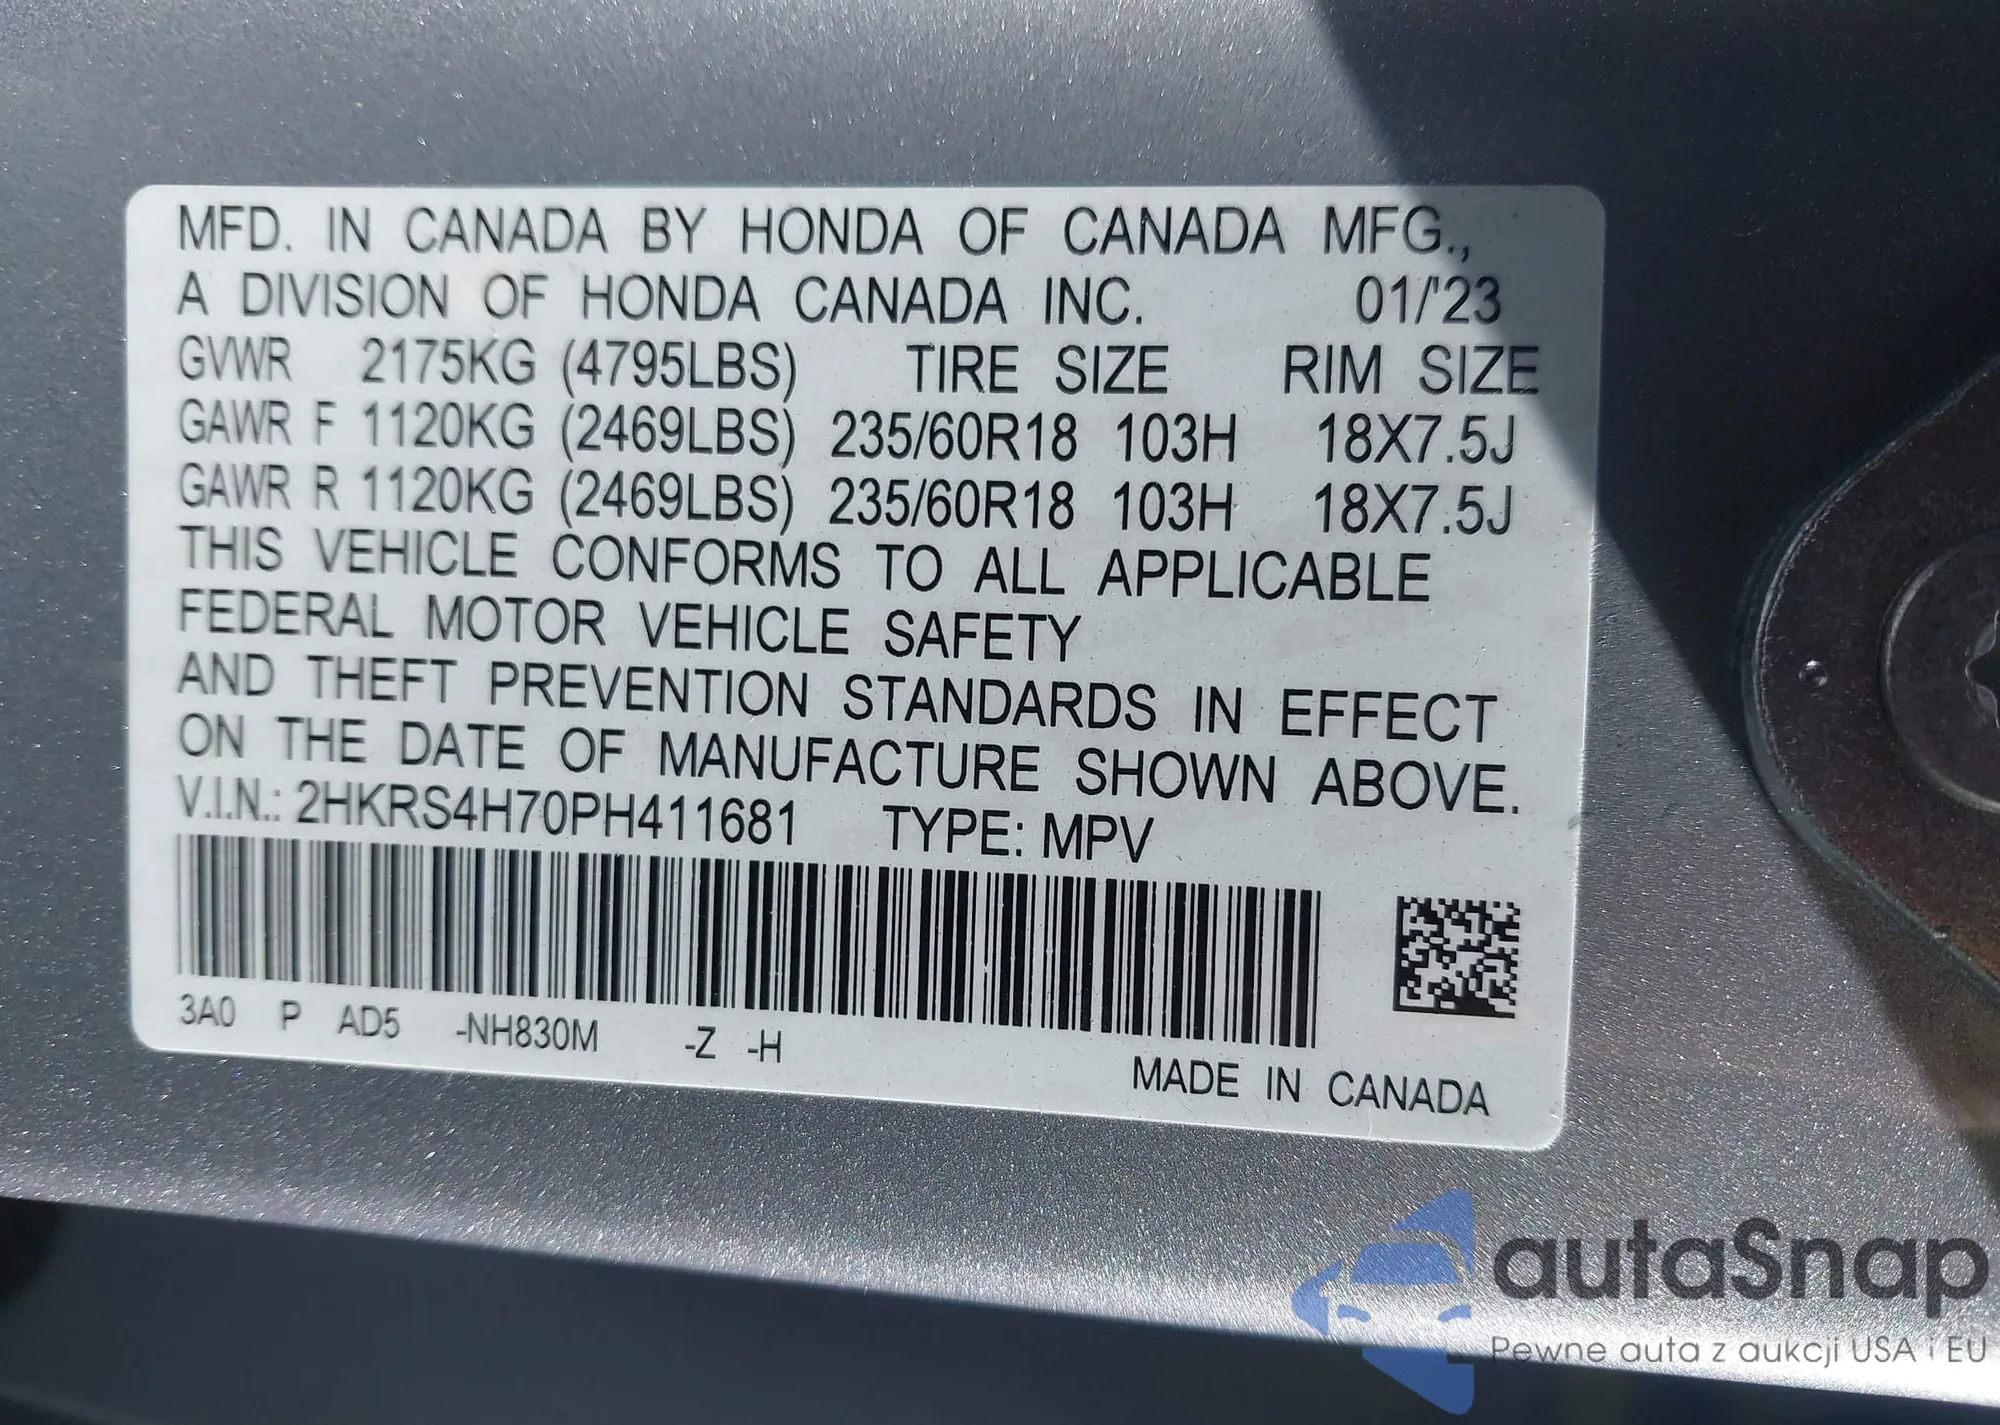 MFD. IN CANADA BY HONDA OF CANADA MFG.,
A DIVISION OF HONDA CANADA INC. 01/'23
GVWR 2175KG (4795LBS) TIRE SIZE RIM SIZE
GAWR F 1120KG (2469LBS) 235/60R18 103H 18X7.5J
GAWR R 1120KG (2469LBS) 235/60R18 103H 18X7.5J
THIS VEHICLE CONFORMS TO ALL APPLICABLE
FEDERAL MOTOR VEHICLE SAFETY
AND THEFT PREVENTION STANDARDS IN EFFECT
ON THE DATE OF MANUFACTURE SHOWN ABOVE.
V.I.N.: 2HKRS4H70PH411681 TYPE: MPV
3A0 P AD5 -NH830M -Z -H
MADE IN CANADA
autaSnap
Pewne auta z aukcji USA i EU